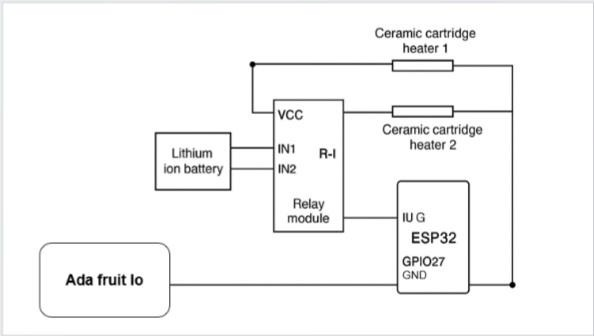 Ceramic cartridge
heater 1
VCC
Ceramic cartridge
heater 2
Lithium
ion battery
IN1
R-I
IN2
Relay
module
IU G
ESP32
GPIO27
GND
Ada fruit Io